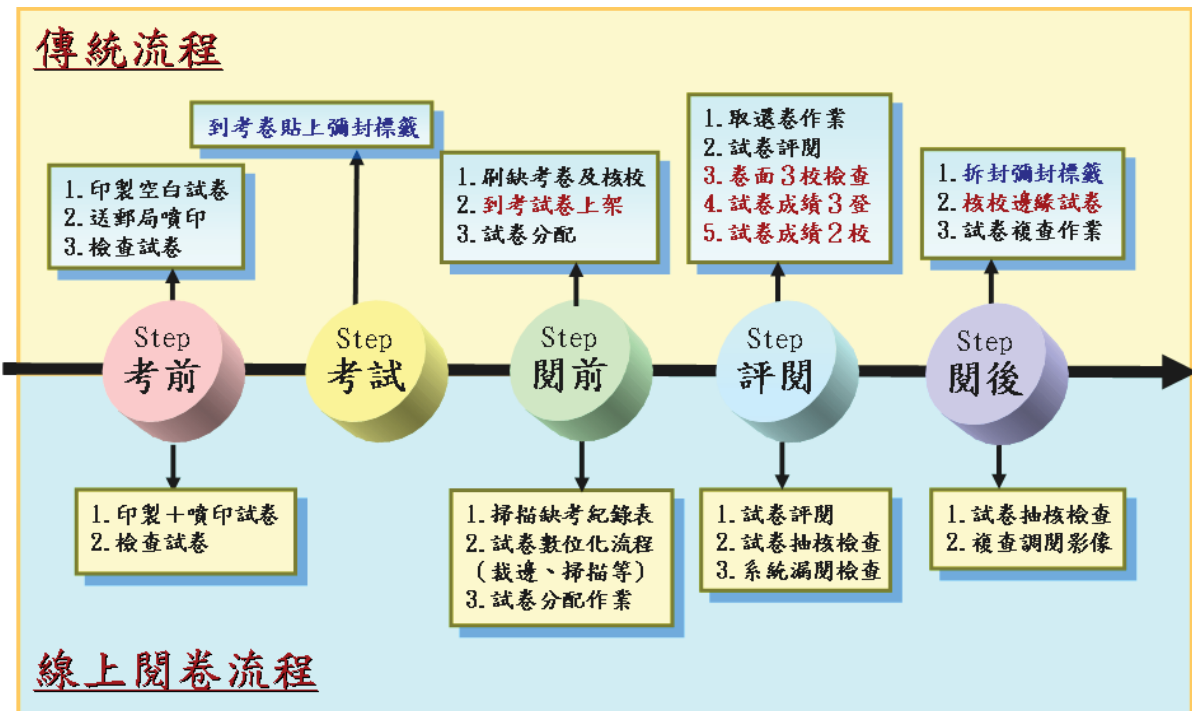 傳統流程
到考卷貼上彌封標籤
1. 印製空白試卷
2. 送郵局噴印
3. 檢查試卷
1. 刷缺考卷及核校
2. 到考試卷上架
3. 試卷分配
1. 取還卷作業
2. 試卷評閱
3. 卷面3校檢查
4. 試卷成績3登
5. 試卷成績2校
1. 拆封彌封標籤
2. 核校邊緣試卷
3. 試卷複查作業
Step
考前
Step
考試
Step
閱前
Step
評閱
Step
閱後
1. 印製+噴印試卷
2. 檢查試卷
1. 掃描缺考紀錄表
2. 試卷數位化流程
(裁邊、掃描等)
3. 試卷分配作業
1. 試卷評閱
2. 試卷抽核檢查
3. 系統漏閱檢查
1. 試卷抽核檢查
2. 複查調閱影像
線上閱卷流程